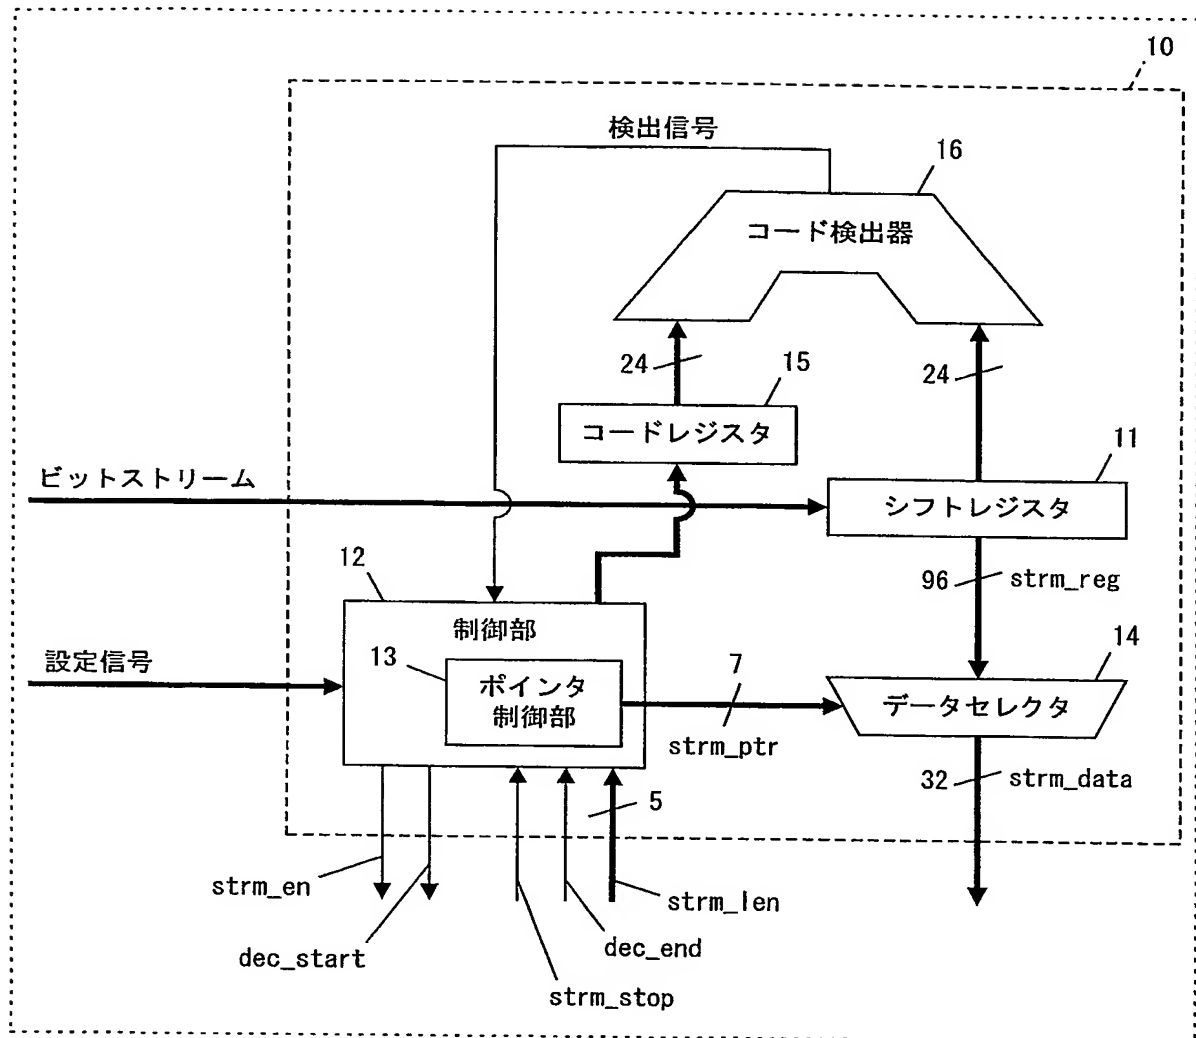 10
検出信号
16
コード検出器
24
15
24
コードレジスタ
11
ビットストリーム
シフトレジスタ
12
96
strm_reg
制御部
設定信号
13
ポインタ
制御部
7
strm_ptr
14
データセレクタ
5
32
strm_data
strm_en
dec_start
strm_stop
dec_end
strm_len